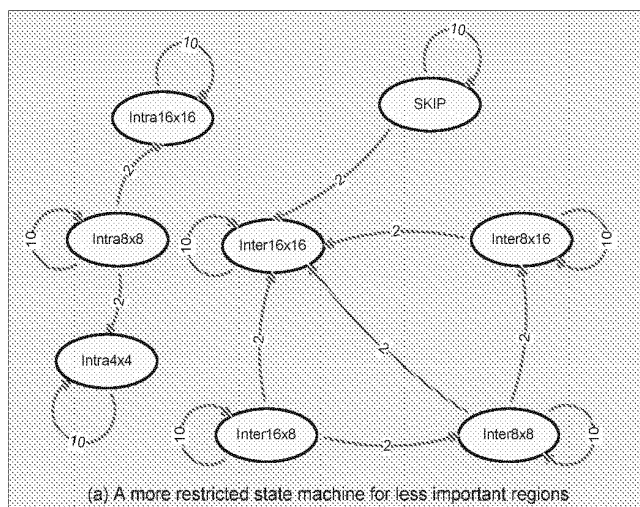 10
10
Intra16x16
SKIP
2
2
10
Intra8x8
10
Inter16x16
2
Inter8x16
10
2
Intra4x4
2
2
2
10
10
Inter16x8
2
Inter8x8
10
(a) A more restricted state machine for less important regions